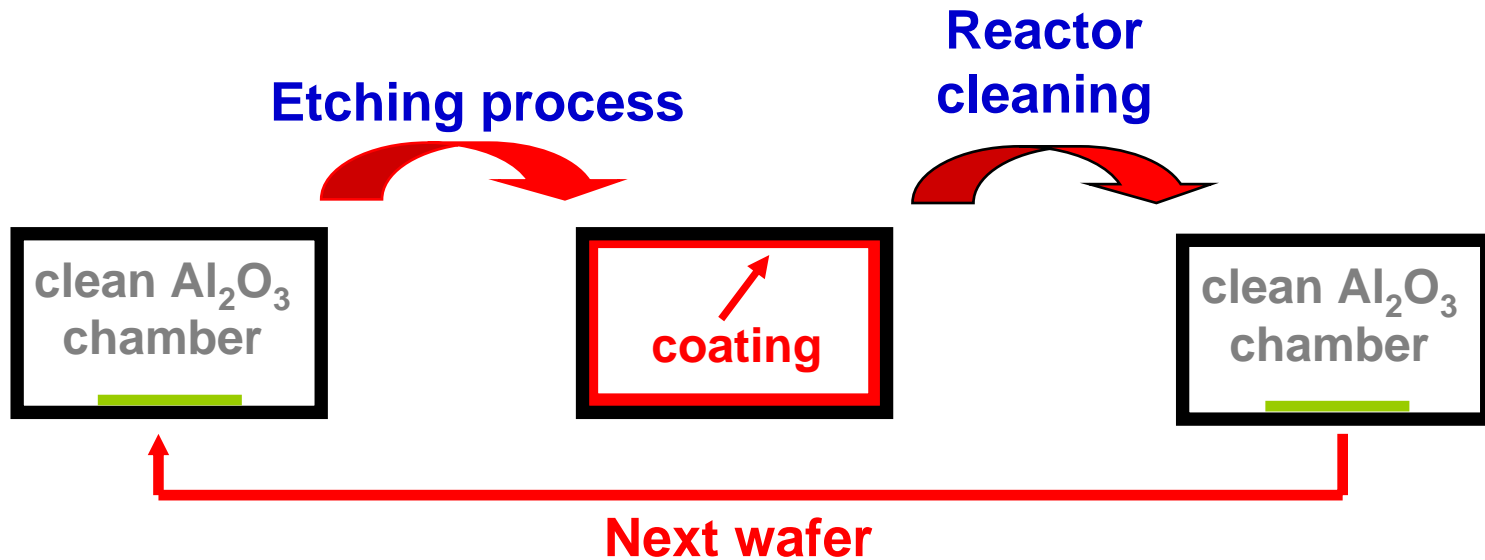 Reactor
cleaning
Etching process
clean Al₂O₃
chamber
coating
clean Al₂O₃
chamber
Next wafer